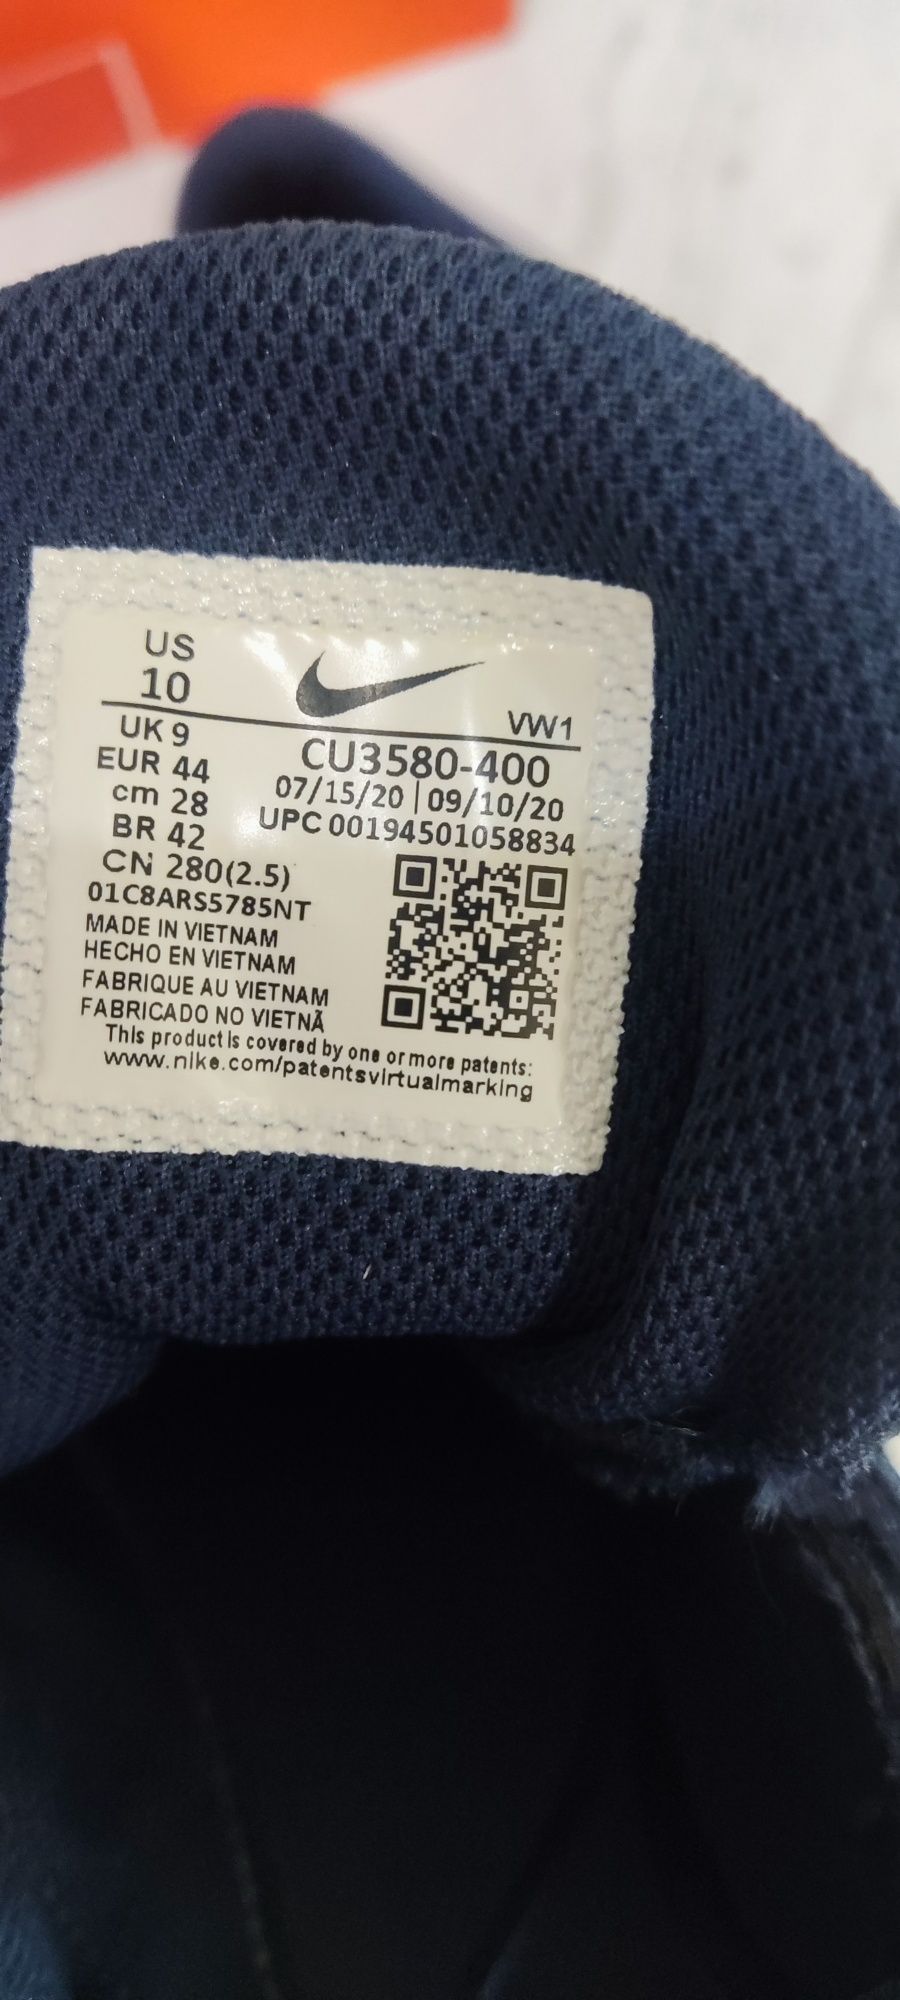 US
10
VW1
UK 9
EUR 44
cm 28
BR 42
CN 280(2.5)
CU3580-400
07/15/20 | 09/10/20
UPC 00194501058834
01C8ARS5785NT
MADE IN VIETNAM
HECHO EN VIETNAM
FABRIQUE AU VIETNAM
FABRICADO NO VIETNÃ
This product is covered by one or more patents:
www.nike.com/patentsvirtualmarking